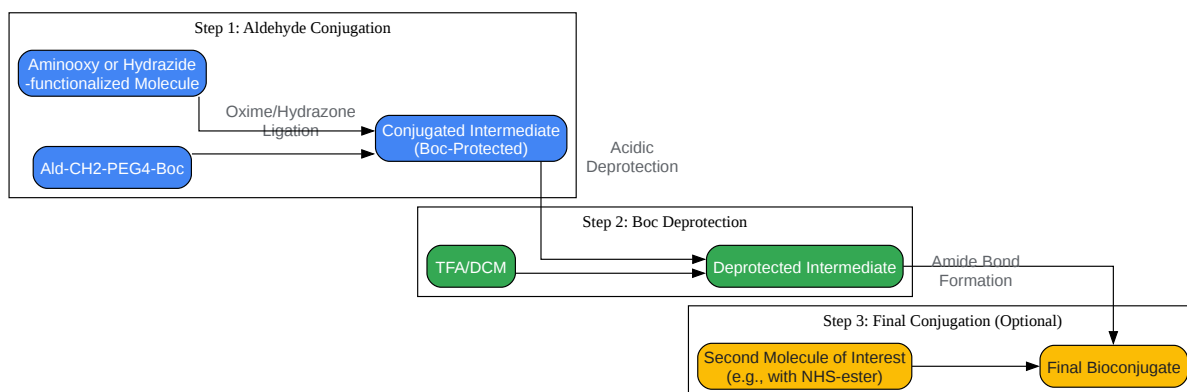 Step 1: Aldehyde Conjugation
Aminooxy or Hydrazide
-functionalized Molecule
Oxime/Hydrazone
Ligation
Conjugated Intermediate
(Boc-Protected)
Ald-CH2-PEG4-Boc
Acidic
Deprotection
Step 2: Boc Deprotection
TFA/DCM
Deprotected Intermediate
Amide Bond
Formation
Step 3: Final Conjugation (Optional)
Second Molecule of Interest
(e.g., with NHS-ester)
Final Bioconjugate